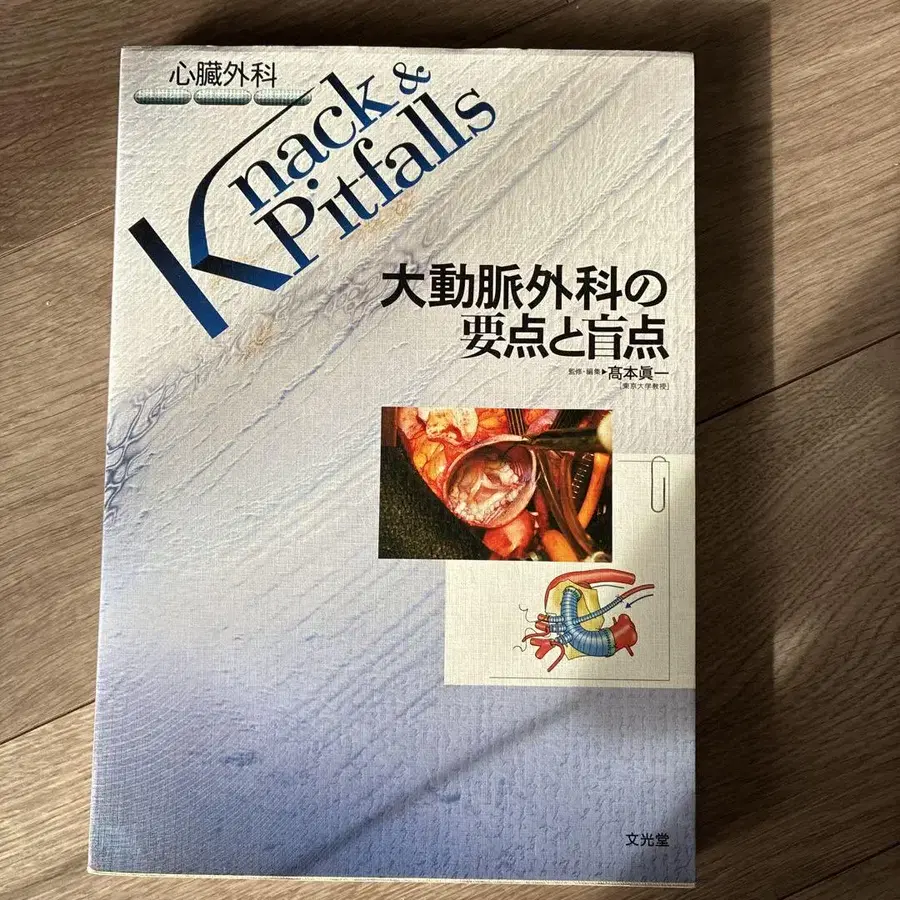 心臓外科
Knack &
Pitfalls
大動脈外科の
要点と盲点
監修・編集▶髙本眞一
[東京大学教授]
文光堂